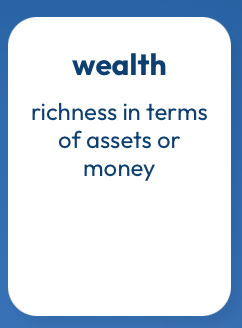 wealth
richness in terms
of assets or
money